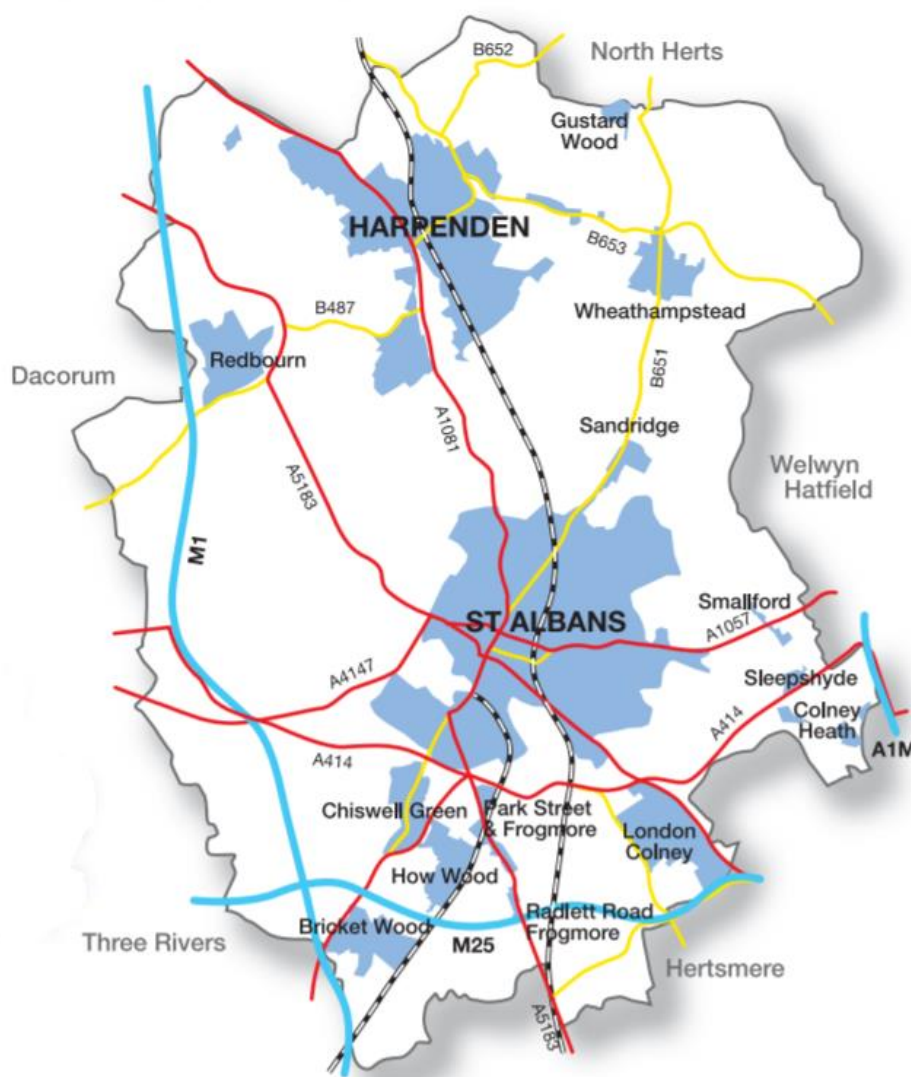 B652
North Herts
Gustard
Wood
HARPENDEN
B653
Wheathampstead
B487
Redbourn
Dacorum
B651
A1081
Sandridge
A5183
Welwyn
Hatfield
M1
Smallford
ST ALBANS
A1057
A4147
Sleepshyde
A414
Colney
Heath
A1M
A414
Chiswell Green
Park Street
& Frogmore
London
Colney
How Wood
Radlett Road
Frogmore
Bricket Wood
M25
Three Rivers
Hertsmere
A5183